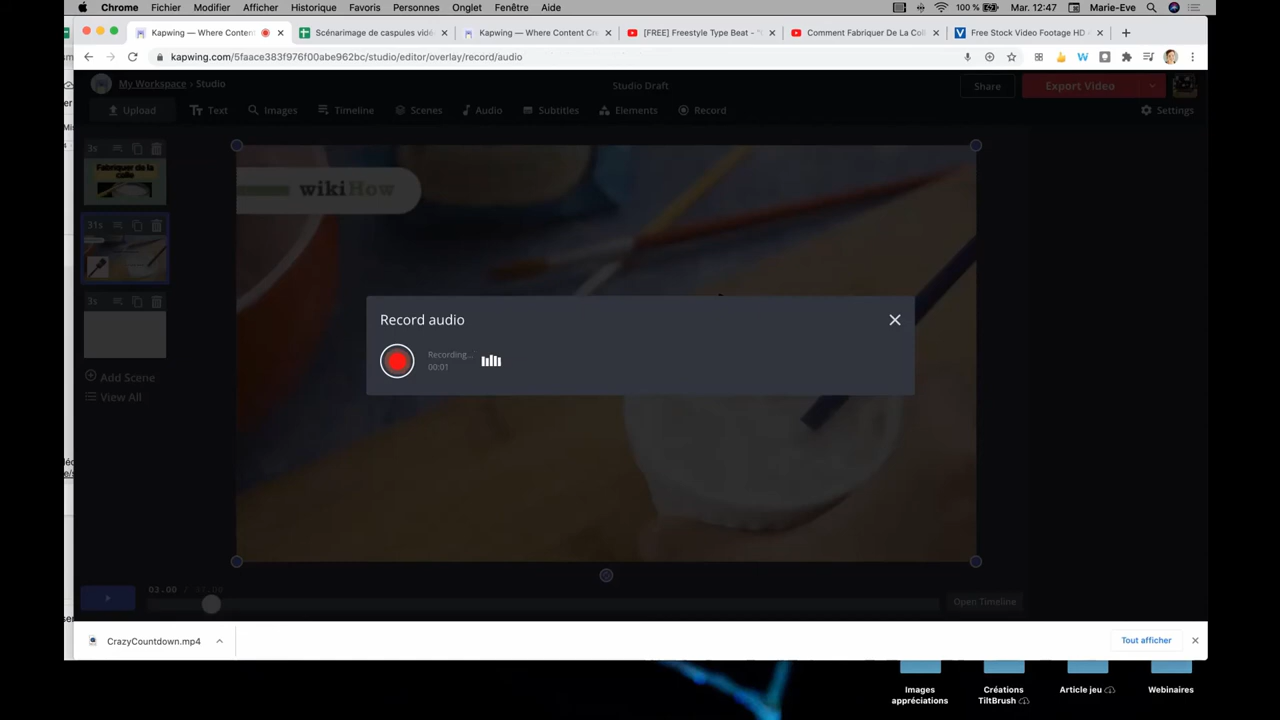 Chrome Fichier Modifier Afficher Historique Favoris Personnes Onglet Fenêtre Aide 100 % Mar. 12:47 Marie-Eve
Kapwing — Where Content Scénarimage de caspules vidé Kapwing — Where Content Cre [FREE] Freestyle Type Beat - " Comment Fabriquer De La Col Free Stock Video Footage HD
kapwing.com/5faace383f976f00abe962bc/studio/editor/overlay/record/audio
My Workspace › Studio
Studio Draft
Share
Export Video
Upload Text Images Timeline Scenes Audio Subtitles Elements Record Settings
3s
Fabriquer de la colle
wikiHow
31s
3s
Record audio
Recording...
00:01
Add Scene
View All
Open Timeline
CrazyCountdown.mp4
Tout afficher
Images appréciations
Créations TiltBrush
Article jeu
Webinaires